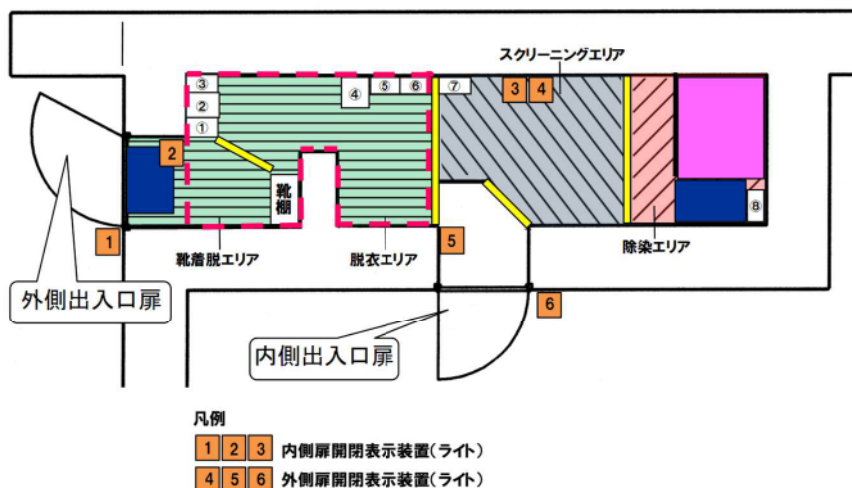 スクリーニングエリア
③
②
①
④
⑤
⑥
⑦
3
4
2
靴棚
⑧
1
靴着脱エリア
脱衣エリア
5
除染エリア
外側出入口扉
6
内側出入口扉
凡例
1 2 3 内側扉開閉表示装置(ライト)
4 5 6 外側扉開閉表示装置(ライト)